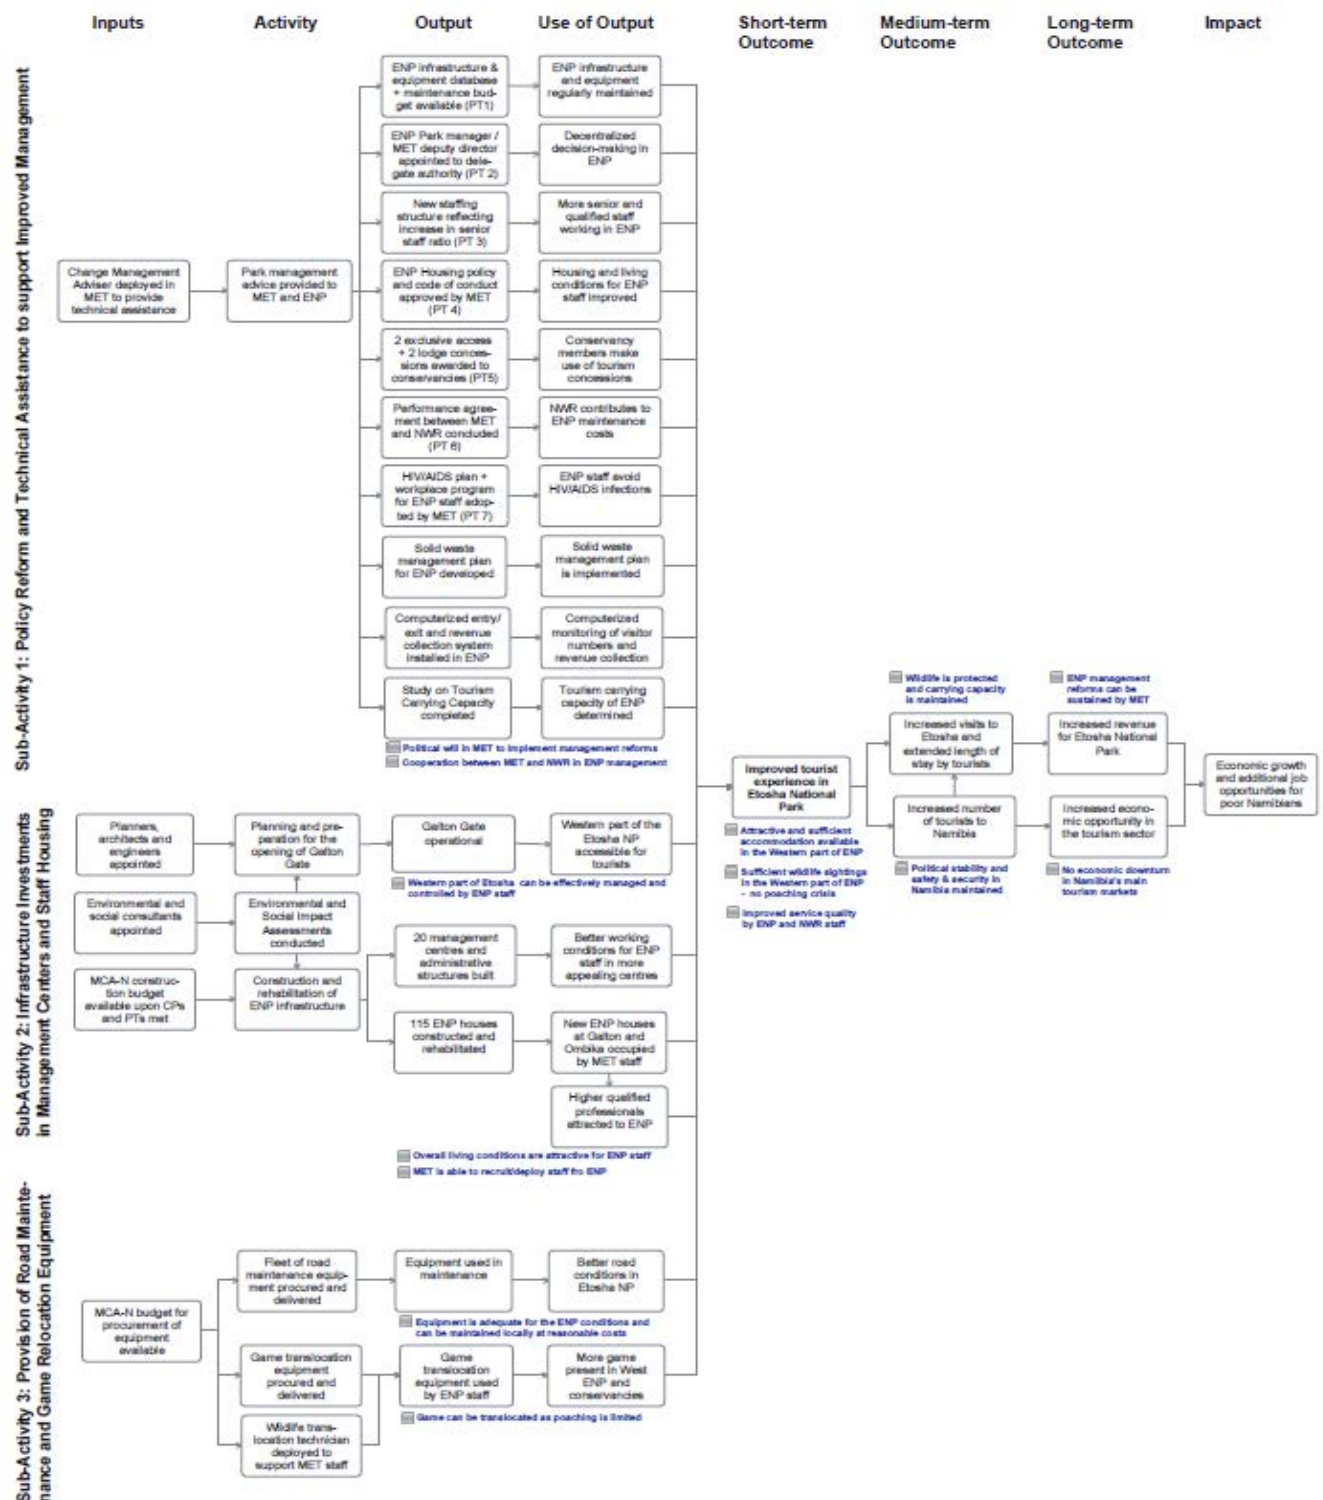 Inputs
Activity
Output
Use of Output
Short-term
Outcome
Medium-term
Outcome
Long-term
Outcome
Impact
Sub-Activity 1: Policy Reform and Technical Assistance to support Improved Management
Change Management
Adviser deployed in
MET to provide
technical assistance
Park management
advice provided to
MET and ENP
ENP infrastructure &
equipment database
+ maintenance bud-
get available (PT1)
ENP infrastructure
and equipment
regularly maintained
ENP Park manager /
MET deputy director
appointed to dele-
gate authority (PT 2)
Decentralized
decision-making in
ENP
New staffing
structure reflecting
increase in senior
staff ratio (PT 3)
More senior and
qualified staff
working in ENP
ENP Housing policy
and code of conduct
approved by MET
(PT 4)
Housing and living
conditions for ENP
staff improved
2 exclusive access
+ 2 lodge conces-
sions awarded to
conservancies (PT5)
Conservancy
members make
use of tourism
concessions
Performance agree-
ment between MET
and NWR concluded
(PT 6)
NWR contributes to
ENP maintenance
costs
HIV/AIDS plan +
workplace program
for ENP staff adop-
ted by MET (PT 7)
ENP staff avoid
HIV/AIDS infections
Solid waste
management plan
for ENP developed
Solid waste
management plan
is implemented
Computerized entry/
exit and revenue
collection system
installed in ENP
Computerized
monitoring of visitor
numbers and
revenue collection
Study on Tourism
Carrying Capacity
completed
Tourism carrying
capacity of ENP
determined
Political will in MET to implement management reforms
Cooperation between MET and NWR in ENP management
Improved tourist
experience in
Etosha National
Park
Attractive and sufficient
accommodation available
in the Western part of ENP
Sufficient wildlife sightings
in the Western part of ENP
– no poaching crisis
Improved service quality
by ENP and NWR staff
Wildlife is protected
and carrying capacity
is maintained
Increased visits to
Etosha and
extended length of
stay by tourists
Increased number
of tourists to
Namibia
Political stability and
safety & security in
Namibia maintained
ENP management
reforms can be
sustained by MET
Increased revenue
for Etosha National
Park
Increased econo-
mic opportunity in
the tourism sector
No economic downturn
in Namibia's main
tourism markets
Economic growth
and additional job
opportunities for
poor Namibians
Sub-Activity 2: Infrastructure Investments
in Management Centers and Staff Housing
Planners,
architects and
engineers
appointed
Planning and pre-
paration for the
opening of Galton
Gate
Galton Gate
operational
Western part of the
Etosha NP
accessible for
tourists
Western part of Etosha can be effectively managed and
controlled by ENP staff
Environmental and
social consultants
appointed
Environmental and
Social Impact
Assessments
conducted
MCA-N construc-
tion budget
available upon CPs
and PTs met
Construction and
rehabilitation of
ENP infrastructure
20 management
centres and
administrative
structures built
Better working
conditions for ENP
staff in more
appealing centres
115 ENP houses
constructed and
rehabilitated
New ENP houses
at Galton and
Ombika occupied
by MET staff
Higher qualified
professionals
attracted to ENP
Overall living conditions are attractive for ENP staff
MET is able to recruit/deploy staff fro ENP
Sub-Activity 3: Provision of Road Mainte-
nance and Game Relocation Equipment
MCA-N budget for
procurement of
equipment
available
Fleet of road
maintenance equip-
ment procured and
delivered
Equipment used in
maintenance
Better road
conditions in
Etosha NP
Equipment is adequate for the ENP conditions and
can be maintained locally at reasonable costs
Game translocation
equipment
procured and
delivered
Game
translocation
equipment used
by ENP staff
More game
present in West
ENP and
conservancies
Game can be translocated as poaching is limited
Wildlife trans-
location technician
deployed to
support MET staff